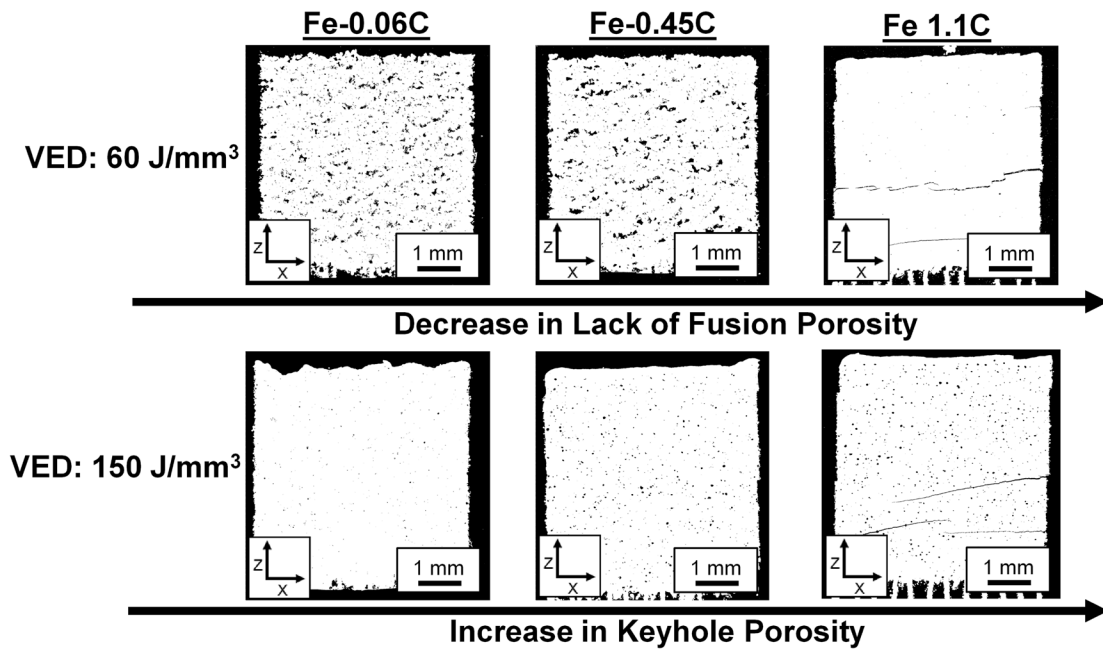 Fe-0.06C
Fe-0.45C
Fe 1.1C
VED: 60 J/mm³
z
x
1 mm
z
x
1 mm
z
x
1 mm
Decrease in Lack of Fusion Porosity
VED: 150 J/mm³
z
x
1 mm
z
x
1 mm
z
x
1 mm
Increase in Keyhole Porosity